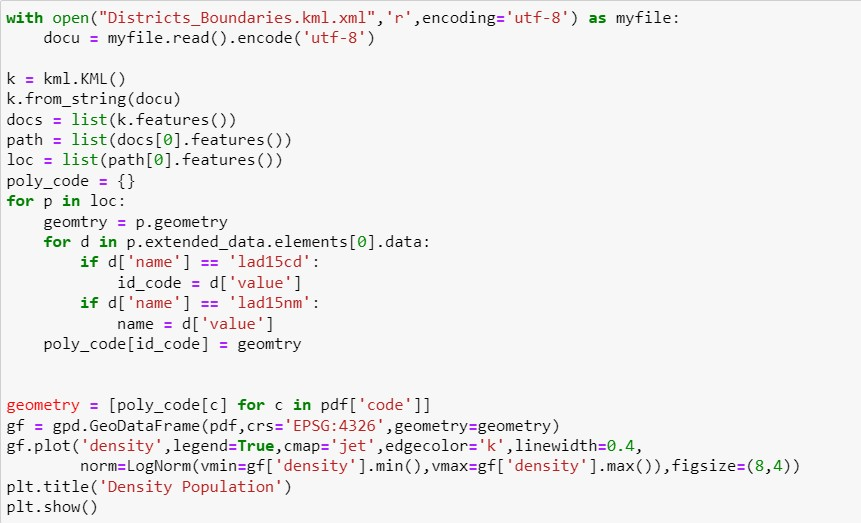 with open("Districts_Boundaries.kml.xml",'r',encoding='utf-8') as myfile:
    docu = myfile.read().encode('utf-8')

k = kml.KML()
k.from_string(docu)
docs = list(k.features())
path = list(docs[0].features())
loc = list(path[0].features())
poly_code = {}
for p in loc:
    geomtry = p.geometry
    for d in p.extended_data.elements[0].data:
        if d['name'] == 'lad15cd':
            id_code = d['value']
        if d['name'] == 'lad15nm':
            name = d['value']
    poly_code[id_code] = geomtry


geometry = [poly_code[c] for c in pdf['code']]
gf = gpd.GeoDataFrame(pdf,crs='EPSG:4326',geometry=geometry)
gf.plot('density',legend=True,cmap='jet',edgecolor='k',linewidth=0.4,
        norm=LogNorm(vmin=gf['density'].min(),vmax=gf['density'].max()),figsize=(8,4))
plt.title('Density Population')
plt.show()